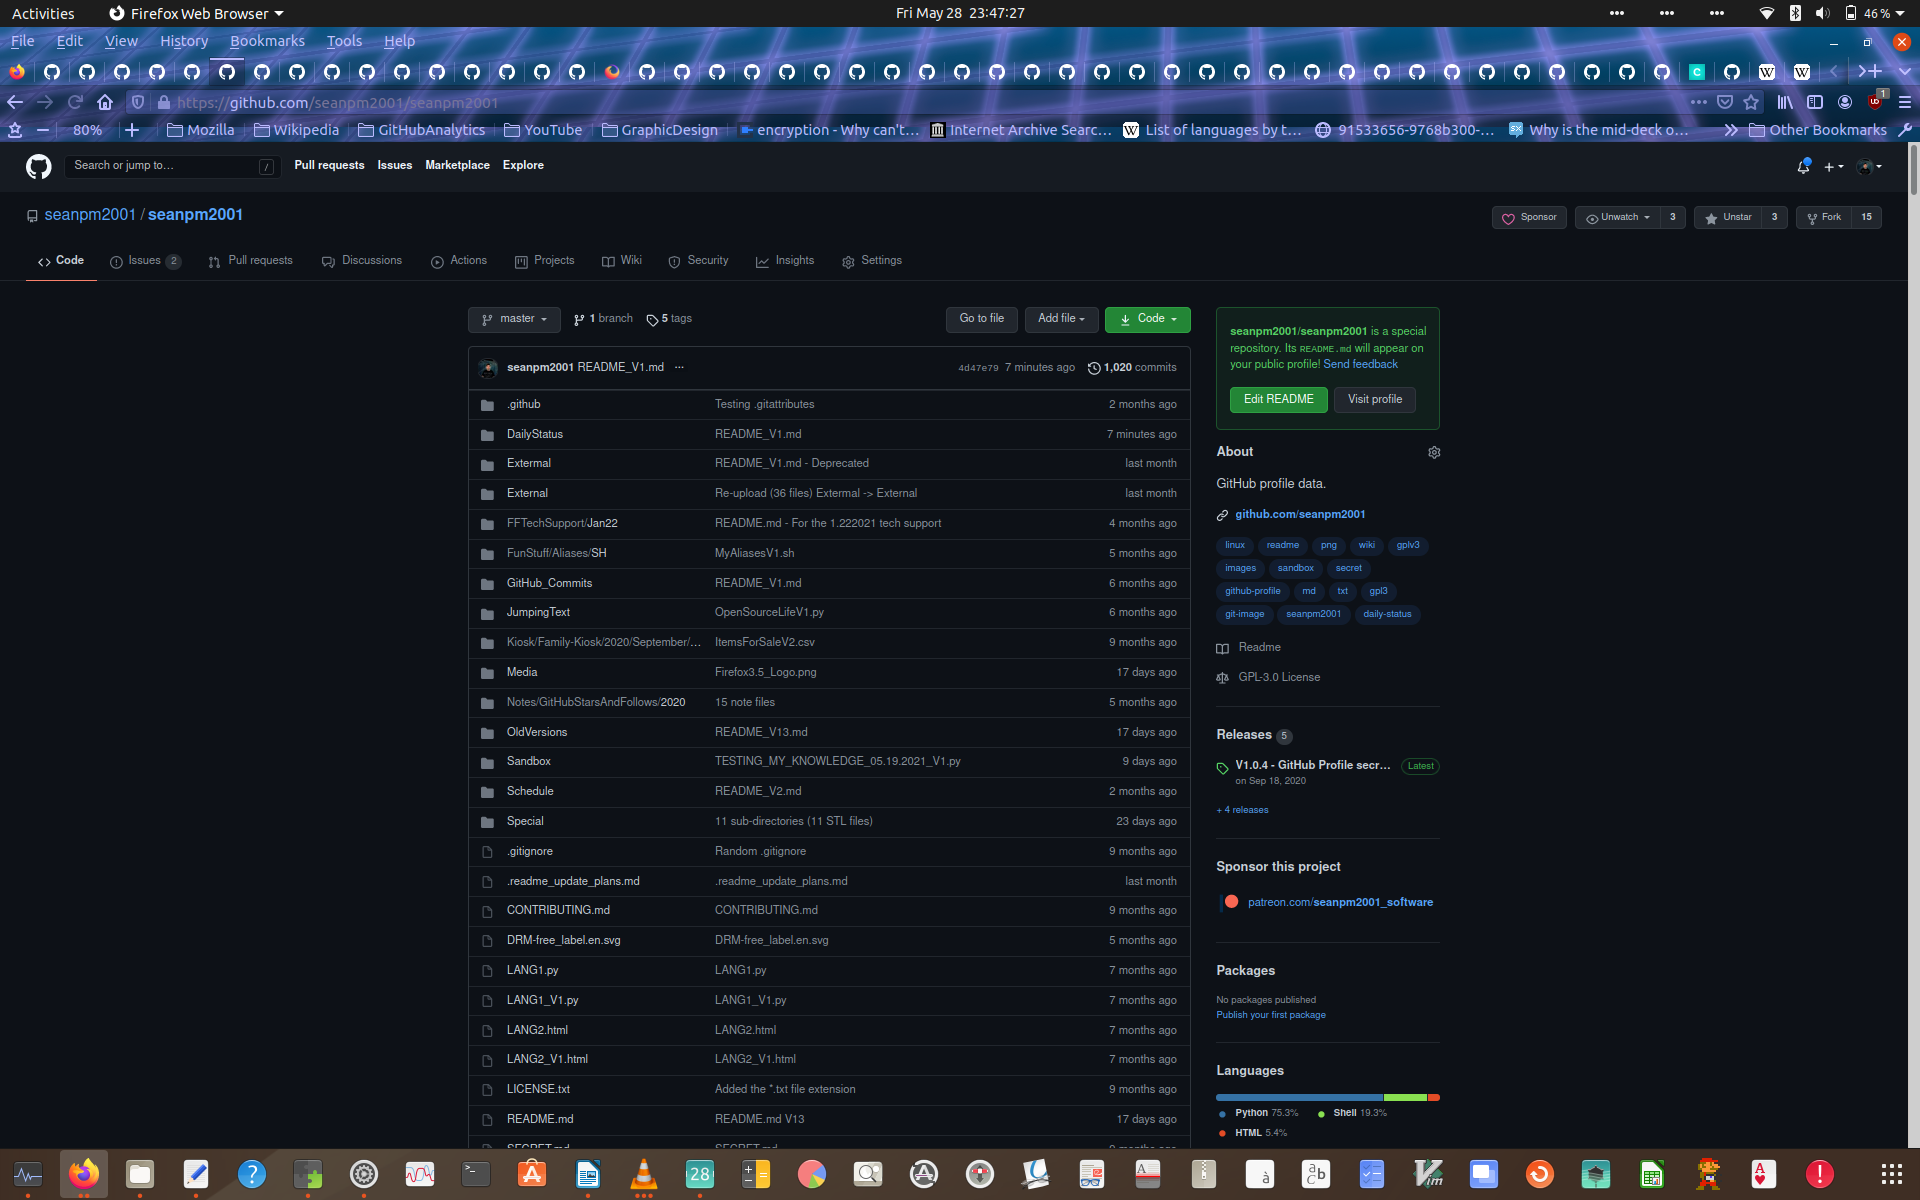 Activities Firefox Web Browser Fri May 28 23:47:27 46 %
File Edit View History Bookmarks Tools Help
https://github.com/seanpm2001/seanpm2001 1
80% Mozilla Wikipedia GitHubAnalytics YouTube GraphicDesign encryption - Why can't... Internet Archive Searc... List of languages by t... 91533656-9768b300-... Why is the mid-deck o... Other Bookmarks
Search or jump to... / Pull requests Issues Marketplace Explore
seanpm2001 / seanpm2001 Sponsor Unwatch 3 Unstar 3 Fork 15
Code Issues 2 Pull requests Discussions Actions Projects Wiki Security Insights Settings
master 1 branch 5 tags Go to file Add file Code
seanpm2001 README_V1.md ... 4d47e79 7 minutes ago 1,020 commits
.github Testing .gitattributes 2 months ago
DailyStatus README_V1.md 7 minutes ago
Extermal README_V1.md - Deprecated last month
External Re-upload (36 files) Extermal -> External last month
FFTechSupport/Jan22 README.md - For the 1.222021 tech support 4 months ago
FunStuff/Aliases/SH MyAliasesV1.sh 5 months ago
GitHub_Commits README_V1.md 6 months ago
JumpingText OpenSourceLifeV1.py 6 months ago
Kiosk/Family-Kiosk/2020/September/... ItemsForSaleV2.csv 9 months ago
Media Firefox3.5_Logo.png 17 days ago
Notes/GitHubStarsAndFollows/2020 15 note files 5 months ago
OldVersions README_V13.md 17 days ago
Sandbox TESTING_MY_KNOWLEDGE_05.19.2021_V1.py 9 days ago
Schedule README_V2.md 2 months ago
Special 11 sub-directories (11 STL files) 23 days ago
.gitignore Random .gitignore 9 months ago
.readme_update_plans.md .readme_update_plans.md last month
CONTRIBUTING.md CONTRIBUTING.md 9 months ago
DRM-free_label.en.svg DRM-free_label.en.svg 5 months ago
LANG1.py LANG1.py 7 months ago
LANG1_V1.py LANG1_V1.py 7 months ago
LANG2.html LANG2.html 7 months ago
LANG2_V1.html LANG2_V1.html 7 months ago
LICENSE.txt Added the *.txt file extension 9 months ago
README.md README.md V13 17 days ago
seanpm2001/seanpm2001 is a special
repository. Its README.md will appear on
your public profile! Send feedback
Edit README Visit profile
About
GitHub profile data.
github.com/seanpm2001
linux readme png wiki gplv3
images sandbox secret
github-profile md txt gpl3
git-image seanpm2001 daily-status
Readme
GPL-3.0 License
Releases 5
V1.0.4 - GitHub Profile secr... Latest
on Sep 18, 2020
+ 4 releases
Sponsor this project
patreon.com/seanpm2001_software
Packages
No packages published
Publish your first package
Languages
Python 75.3% Shell 19.3%
HTML 5.4%
28